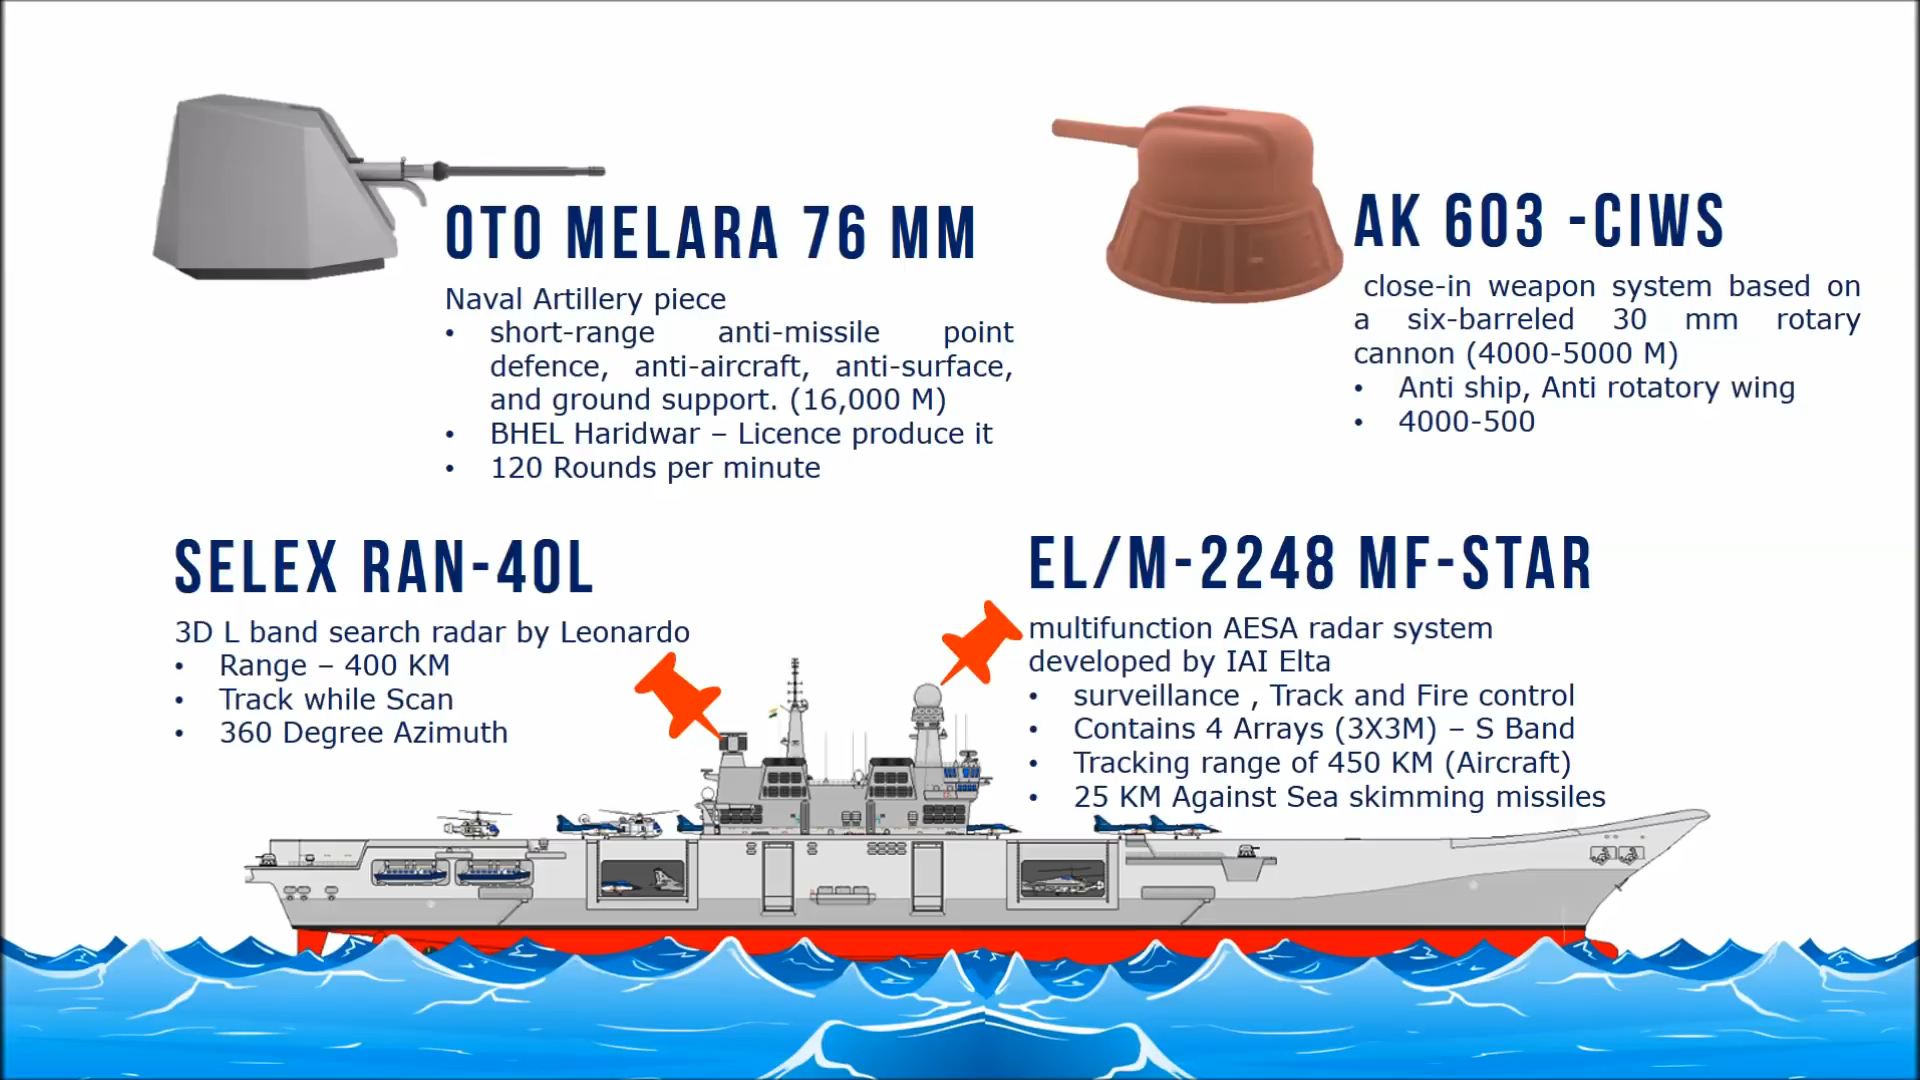 OTO MELARA 76 MM
Naval Artillery piece
• short-range anti-missile point
defence, anti-aircraft, anti-surface,
and ground support. (16,000 M)
• BHEL Haridwar – Licence produce it
• 120 Rounds per minute
AK 603 -CIWS
close-in weapon system based on
a six-barreled 30 mm rotary
cannon (4000-5000 M)
• Anti ship, Anti rotatory wing
• 4000-500
SELEX RAN-40L
3D L band search radar by Leonardo
• Range – 400 KM
• Track while Scan
• 360 Degree Azimuth
EL/M-2248 MF-STAR
multifunction AESA radar system
developed by IAI Elta
• surveillance , Track and Fire control
• Contains 4 Arrays (3X3M) – S Band
• Tracking range of 450 KM (Aircraft)
• 25 KM Against Sea skimming missiles